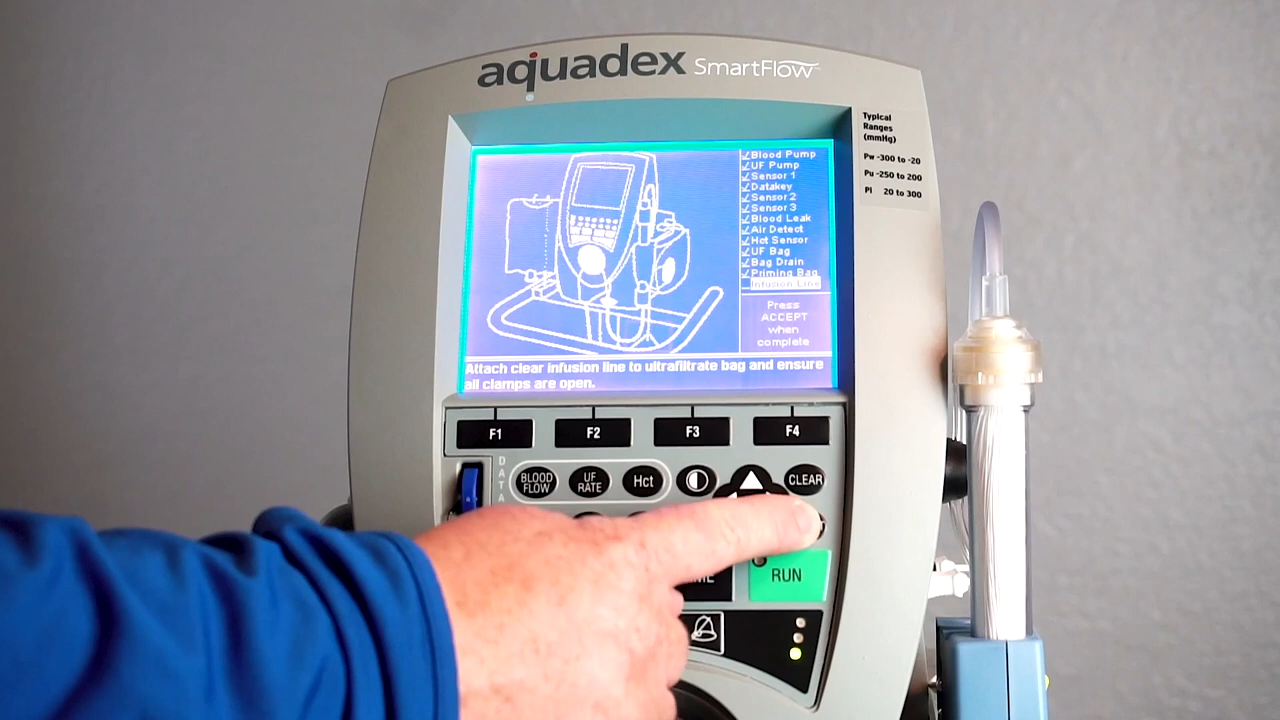 aquadex SmartFlow
Typical
Ranges
(mmHg)
Pw -300 to -20
Pu -250 to 200
Pl 20 to 300
✓Blood Pump
✓UF Pump
✓Sensor 1
✓Datakey
✓Sensor 2
✓Sensor 3
✓Blood Leak
✓Air Detect
✓Hct Sensor
✓UF Bag
✓Bag Drain
✓Priming Bag
Infusion Line
Press
ACCEPT
when
complete
Attach clear infusion line to ultrafiltrate bag and ensure
all clamps are open.
F1 F2 F3 F4
DATA
BLOOD
FLOW
UF
RATE
Hct
CLEAR
RUN